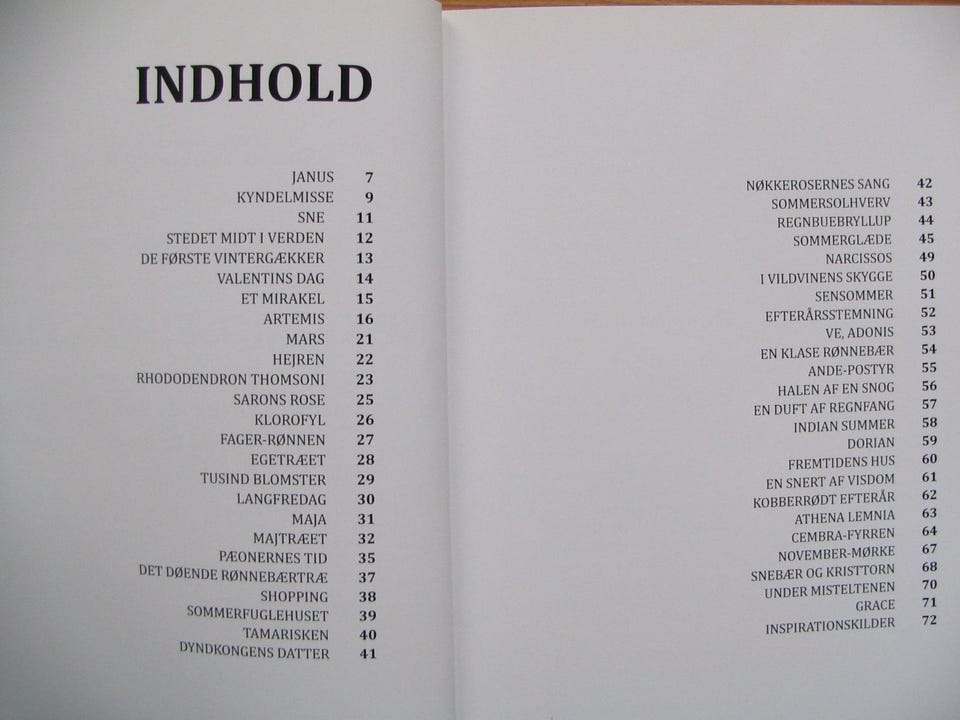 INDHOLD
JANUS 7
KYNDELMISSE 9
SNE 11
STEDET MIDT I VERDEN 12
DE FØRSTE VINTERGÆKKER 13
VALENTINS DAG 14
ET MIRAKEL 15
ARTEMIS 16
MARS 21
HEJREN 22
RHODODENDRON THOMSONI 23
SARONS ROSE 25
KLOROFYL 26
FAGER-RØNNEN 27
EGETRÆET 28
TUSIND BLOMSTER 29
LANGFREDAG 30
MAJA 31
MAJTRÆET 32
PÆONERNES TID 35
DET DØENDE RØNNEBÆRTRÆ 37
SHOPPING 38
SOMMERFUGLEHUSET 39
TAMARISKEN 40
DYNDKONGENS DATTER 41
NØKKEROSERNES SANG 42
SOMMERSOLHVERV 43
REGNBUEBRYLLUP 44
SOMMERGLÆDE 45
NARCISSOS 49
I VILDVINENS SKYGGE 50
SENSOMMER 51
EFTERÅRSSTEMNING 52
VE, ADONIS 53
EN KLASE RØNNEBÆR 54
ANDE-POSTYR 55
HALEN AF EN SNOG 56
EN DUFT AF REGNFANG 57
INDIAN SUMMER 58
DORIAN 59
FREMTIDENS HUS 60
EN SNERT AF VISDOM 61
KOBBERRØDT EFTERÅR 62
ATHENA LEMNIA 63
CEMBRA-FYRREN 64
NOVEMBER-MØRKE 67
SNEBÆR OG KRISTTORN 68
UNDER MISTELTENEN 70
GRACE 71
INSPIRATIONSKILDER 72